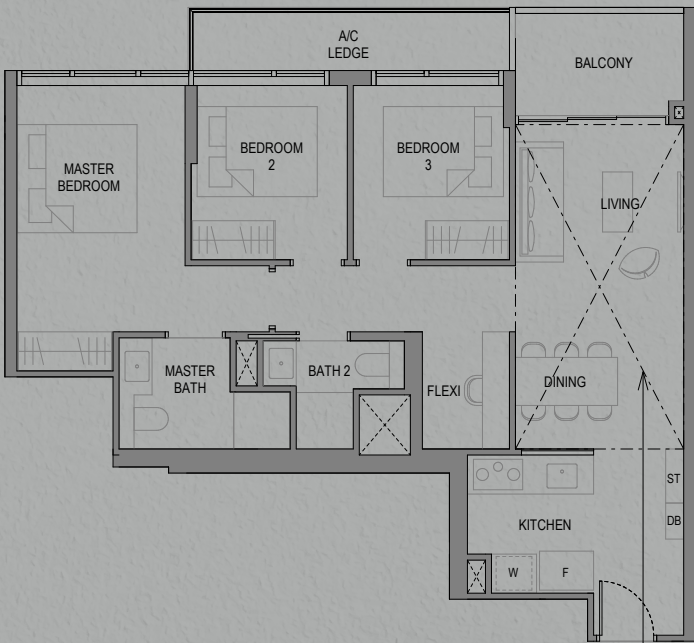 A/C
LEDGE
BALCONY
MASTER
BEDROOM
BEDROOM
2
BEDROOM
3
LIVING
MASTER
BATH
BATH 2
FLEXI
DINING
ST
DB
KITCHEN
W
F